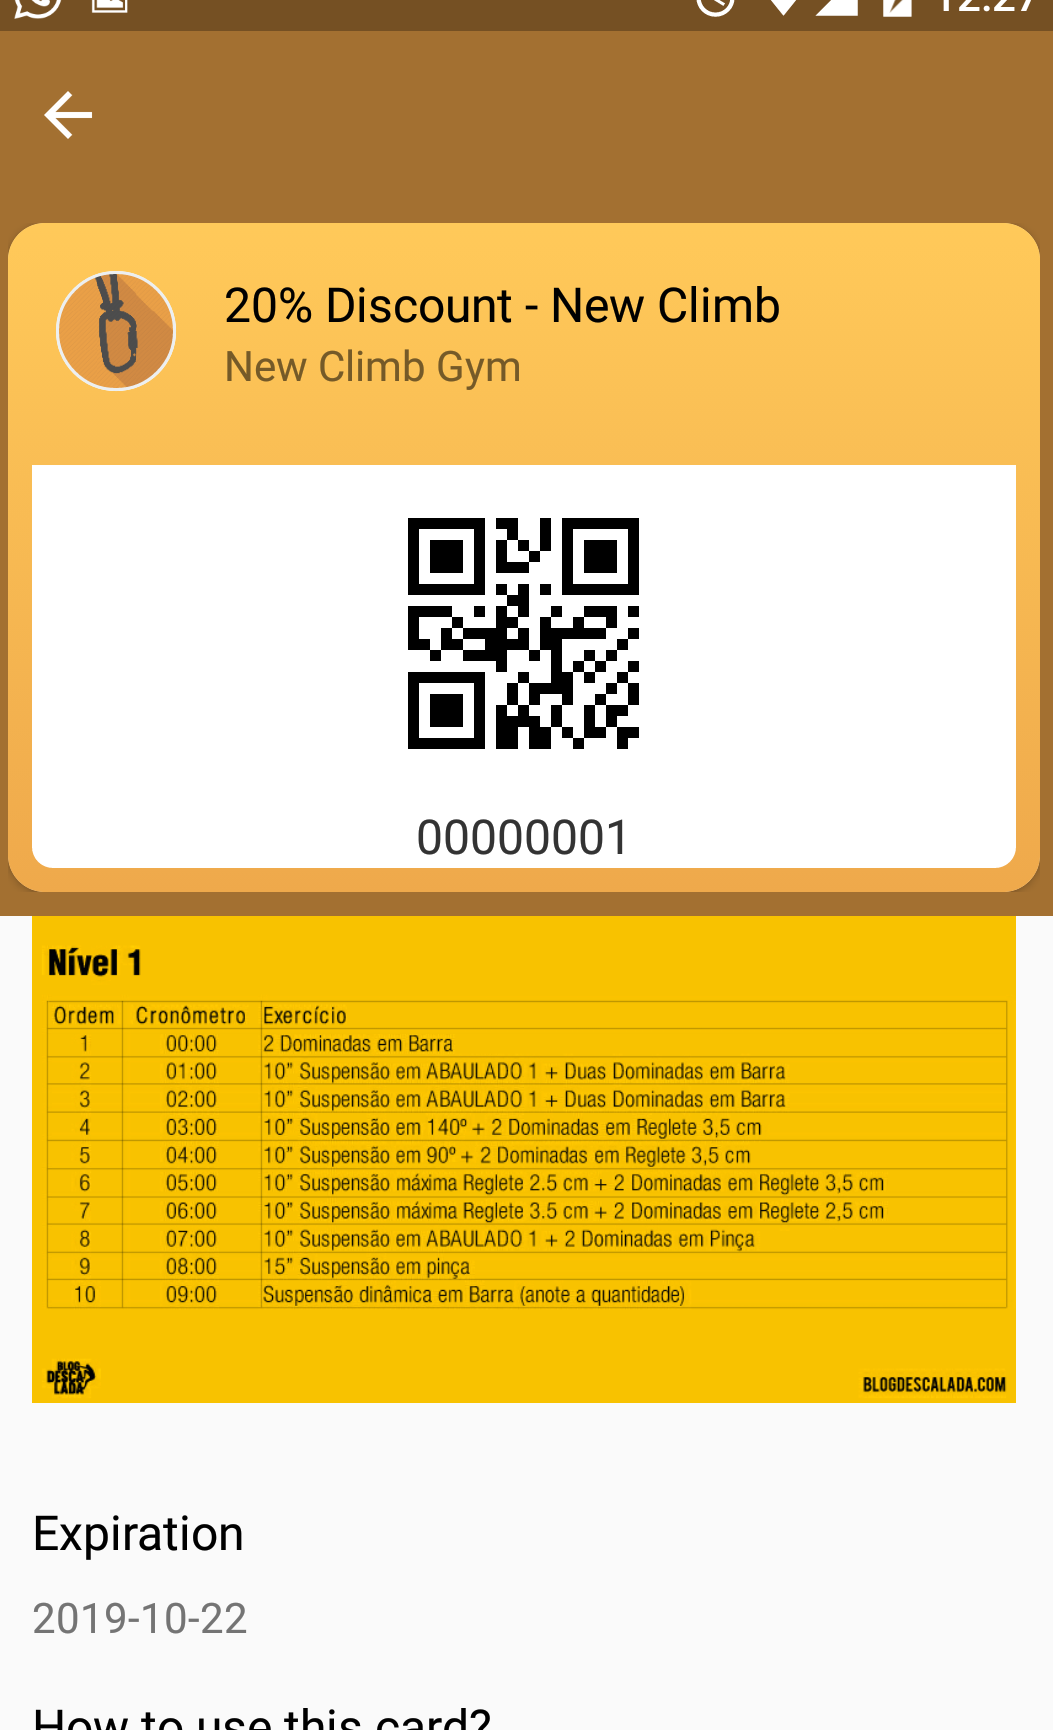 12:27
20% Discount - New Climb
New Climb Gym
00000001
Nível 1
Ordem Cronômetro Exercício
1 00:00 2 Dominadas em Barra
2 01:00 10” Suspensão em ABAULADO 1 + Duas Dominadas em Barra
3 02:00 10” Suspensão em ABAULADO 1 + Duas Dominadas em Barra
4 03:00 10” Suspensão em 140º + 2 Dominadas em Reglete 3,5 cm
5 04:00 10” Suspensão em 90º + 2 Dominadas em Reglete 3,5 cm
6 05:00 10” Suspensão máxima Reglete 2.5 cm + 2 Dominadas em Reglete 3,5 cm
7 06:00 10” Suspensão máxima Reglete 3.5 cm + 2 Dominadas em Reglete 2,5 cm
8 07:00 10” Suspensão em ABAULADO 1 + 2 Dominadas em Pinça
9 08:00 15” Suspensão em pinça
10 09:00 Suspensão dinâmica em Barra (anote a quantidade)
BLOG
DESCA
LADA
BLOGDESCALADA.COM
Expiration
2019-10-22
How to use this card?